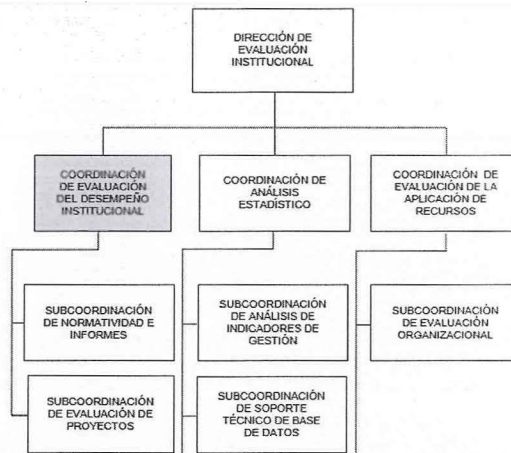 DIRECCIÓN DE
EVALUACIÓN
INSTITUCIONAL
COORDINACIÓN
DE EVALUACIÓN
DEL DESEMPEÑO
INSTITUCIONAL
COORDINACIÓN DE
ANÁLISIS
ESTADÍSTICO
COORDINACIÓN DE
EVALUACIÓN DE LA
APLICACIÓN DE
RECURSOS
SUBCOORDINACIÓN
DE NORMATIVIDAD E
INFORMES
SUBCOORDINACIÓN
DE ANÁLISIS DE
INDICADORES DE
GESTIÓN
SUBCOORDINACIÓN
DE EVALUACIÓN
ORGANIZACIONAL
SUBCOORDINACIÓN
DE EVALUACIÓN DE
PROYECTOS
SUBCOORDINACIÓN
DE SOPORTE
TÉCNICO DE BASE
DE DATOS